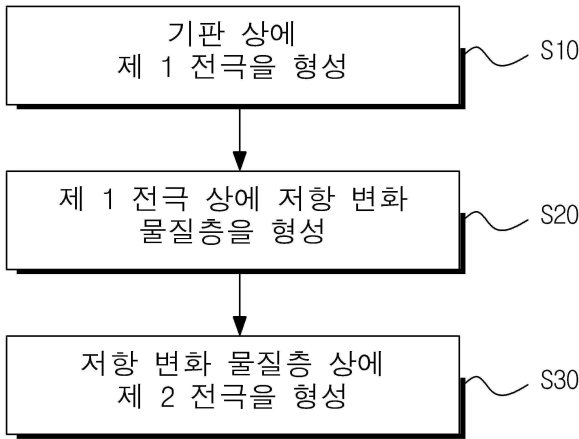 기판 상에
제 1 전극을 형성
S10
제 1 전극 상에 저항 변화
물질층을 형성
S20
저항 변화 물질층 상에
제 2 전극을 형성
S30